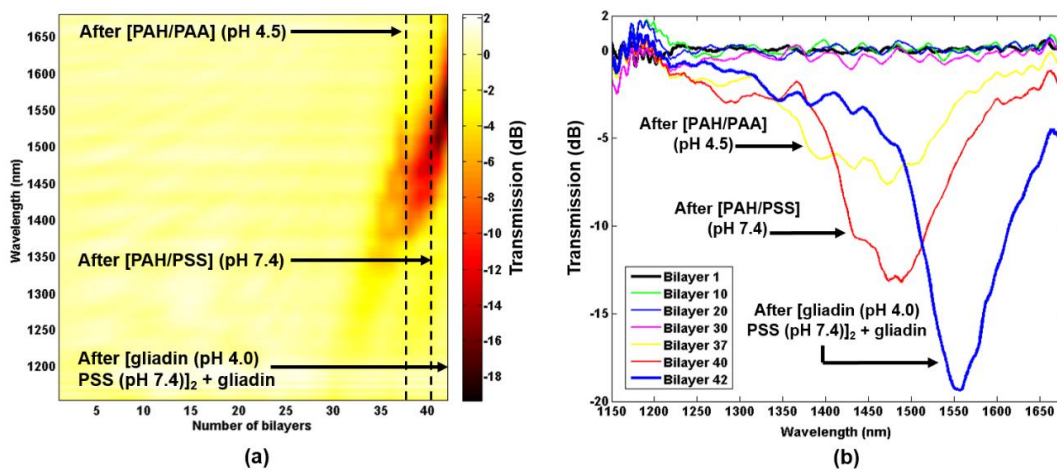 After [PAH/PAA] (pH 4.5)
After [PAH/PSS] (pH 7.4)
After [gliadin (pH 4.0)
PSS (pH 7.4)]₂ + gliadin
Wavelength (nm)
1650
1600
1550
1500
1450
1400
1350
1300
1250
1200
5 10 15 20 25 30 35 40
Number of bilayers
2
0
-2
-4
-6
-8
-10
-12
-14
-16
-18
Transmission (dB)
(a)
Transmission (dB)
2
0
-5
-10
-15
-20
After [PAH/PAA]
(pH 4.5)
After [PAH/PSS]
(pH 7.4)
After [gliadin (pH 4.0)
PSS (pH 7.4)]₂ + gliadin
Bilayer 1
Bilayer 10
Bilayer 20
Bilayer 30
Bilayer 37
Bilayer 40
Bilayer 42
1150 1200 1300 1400 1500 1550 1600 1650
Wavelength (nm)
(b)